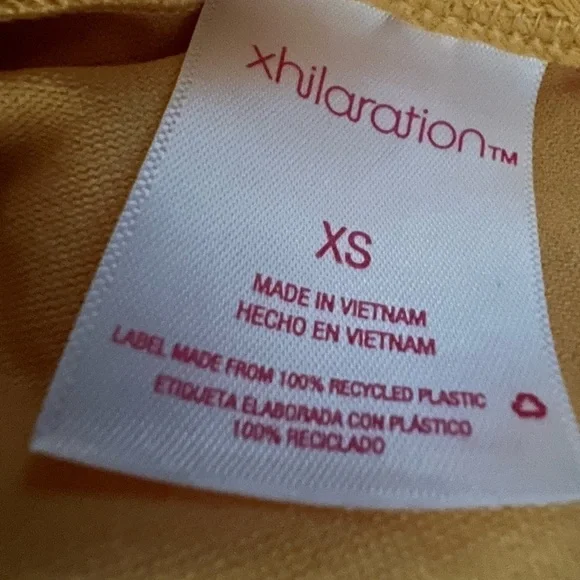 xhilaration™
XS
MADE IN VIETNAM
HECHO EN VIETNAM
LABEL MADE FROM 100% RECYCLED PLASTIC
ETIQUETA ELABORADA CON PLÁSTICO
100% RECICLADO